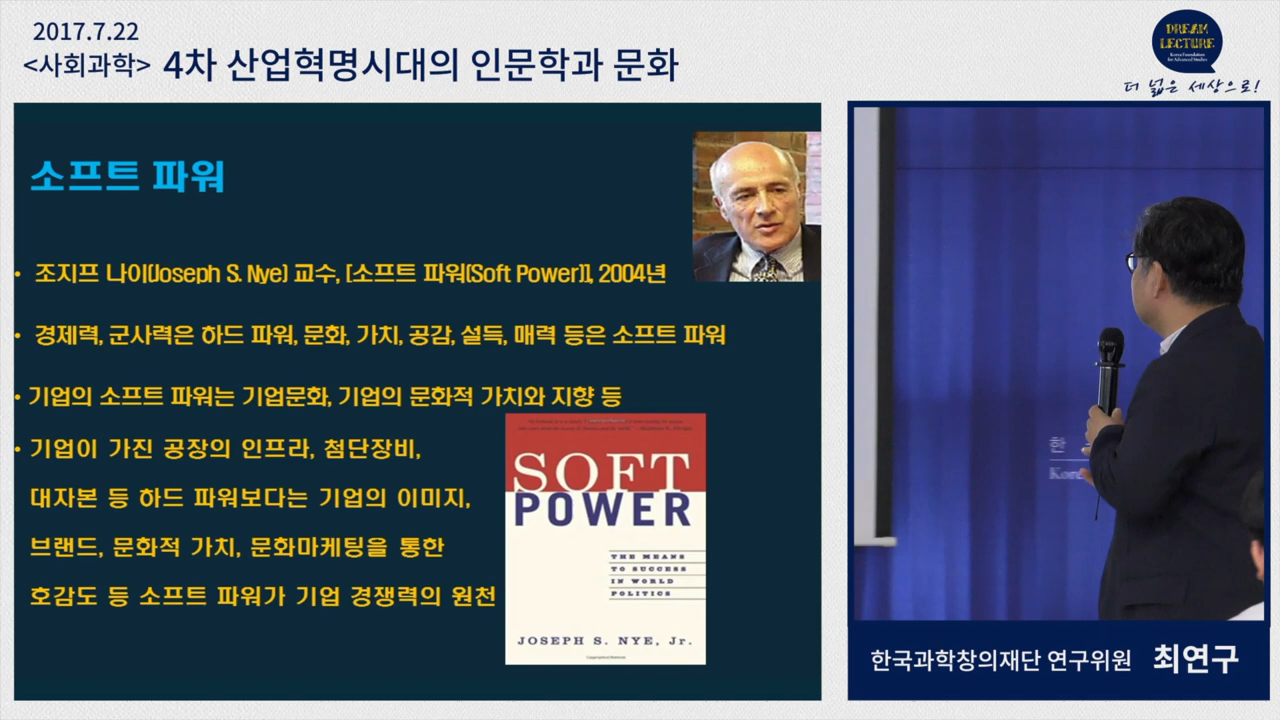 2017.7.22
<사회과학> 4차 산업혁명시대의 인문학과 문화
DREAM
LECTURE
Korea Foundation
for Advanced Studies
더 넓은 세상으로!
소프트 파워
• 조지프 나이(Joseph S. Nye) 교수, [소프트 파워(Soft Power)], 2004년
• 경제력, 군사력은 하드 파워, 문화, 가치, 공감, 설득, 매력 등은 소프트 파워
• 기업의 소프트 파워는 기업문화, 기업의 문화적 가치와 지향 등
• 기업이 가진 공장의 인프라, 첨단장비,
대자본 등 하드 파워보다는 기업의 이미지,
브랜드, 문화적 가치, 문화마케팅을 통한
호감도 등 소프트 파워가 기업 경쟁력의 원천
SOFT
POWER
THE MEANS
TO SUCCESS
IN WORLD
POLITICS
JOSEPH S. NYE, Jr.
한
한국과학창의재단 연구위원 최연구